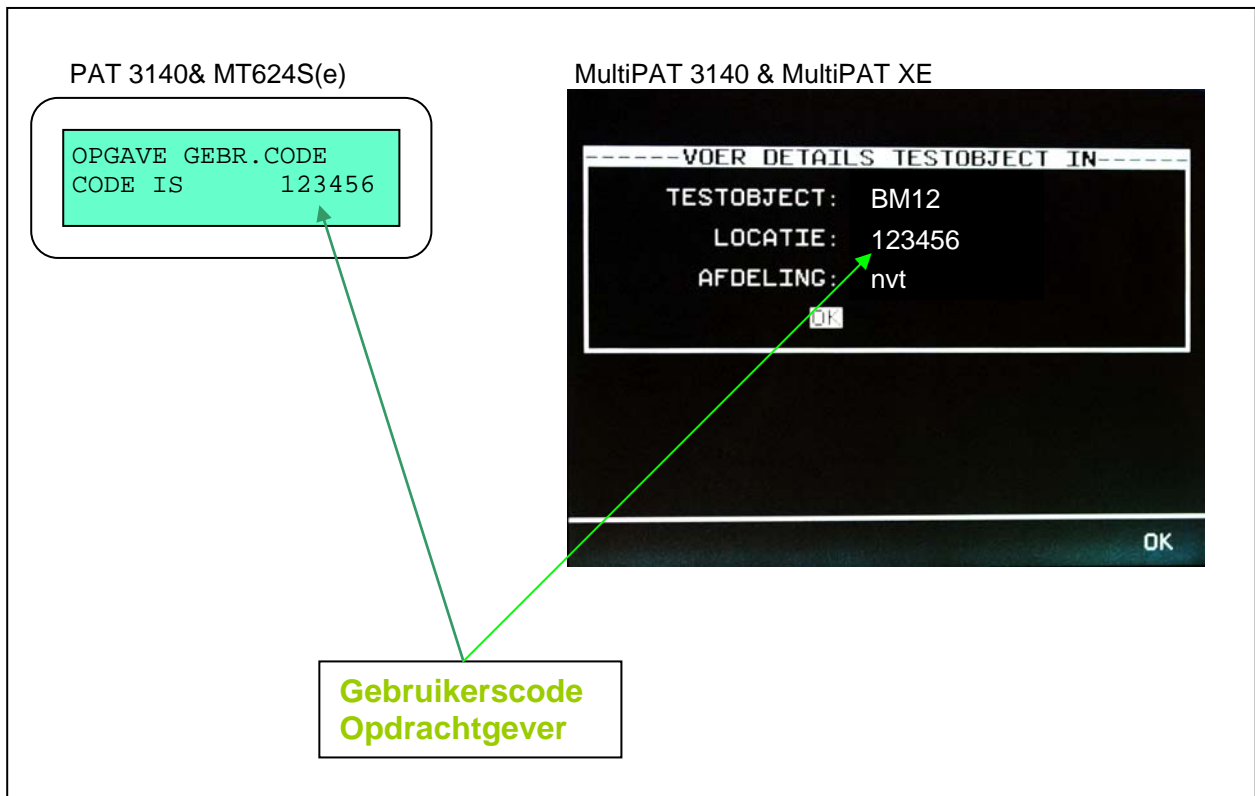 PAT 3140& MT624S(e)
OPGAVE GEBR.CODE
CODE IS 123456
MultiPAT 3140 & MultiPAT XE
------VOER DETAILS TESTOBJECT IN------
TESTOBJECT: BM12
LOCATIE: 123456
AFDELING: nvt
OK
OK
Gebruikerscode
Opdrachtgever